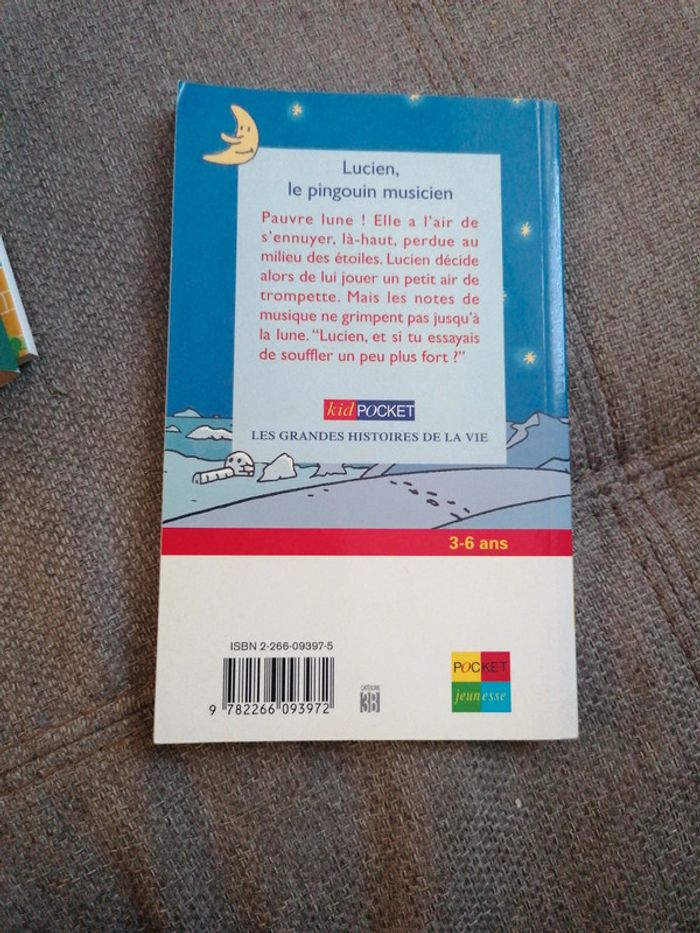 Lucien,
le pingouin musicien
Pauvre lune ! Elle a l'air de
s'ennuyer, là-haut, perdue au
milieu des étoiles. Lucien décide
alors de lui jouer un petit air de
trompette. Mais les notes de
musique ne grimpent pas jusqu'à
la lune. "Lucien, et si tu essayais
de souffler un peu plus fort ?"
kid POCKET
LES GRANDES HISTOIRES DE LA VIE
3-6 ans
ISBN 2-266-09397-5
9 782266 093972
CATÉGORIE
3B
POCKET
jeunesse